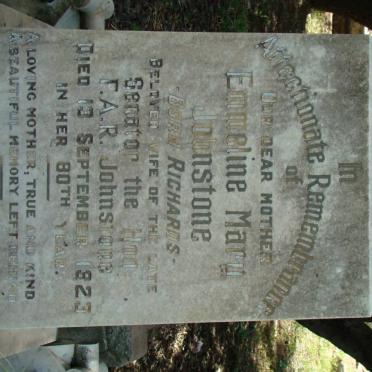 In
Affectionate Remembrance
of
OUR DEAR MOTHER
Emmeline Mary
Johnstone
"BORN RICHARDS"
BELOVED WIFE OF THE LATE
Senator the Hon.
T.A.R. Johnstone
DIED 13 SEPTEMBER 1923
IN HER 80TH YEAR.
A LOVING MOTHER, TRUE AND KIND
A BEAUTIFUL MEMORY LEFT BEHIND